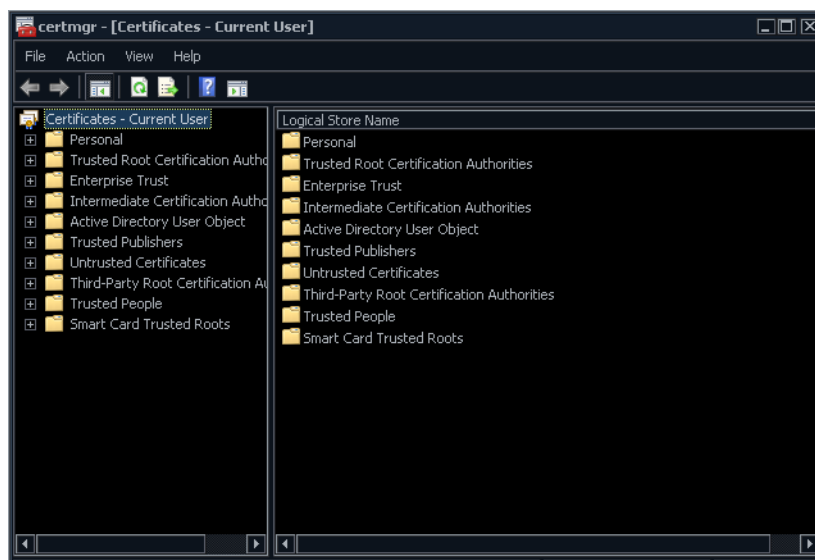 certmgr - [Certificates - Current User]
File Action View Help
Certificates - Current User
Personal
Trusted Root Certification Autho
Enterprise Trust
Intermediate Certification Autho
Active Directory User Object
Trusted Publishers
Untrusted Certificates
Third-Party Root Certification Au
Trusted People
Smart Card Trusted Roots
Logical Store Name
Personal
Trusted Root Certification Authorities
Enterprise Trust
Intermediate Certification Authorities
Active Directory User Object
Trusted Publishers
Untrusted Certificates
Third-Party Root Certification Authorities
Trusted People
Smart Card Trusted Roots